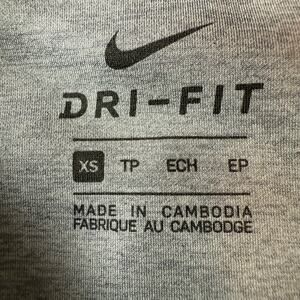 DRI-FIT
XS TP ECH EP
MADE IN CAMBODIA
FABRIQUE AU CAMBODGE